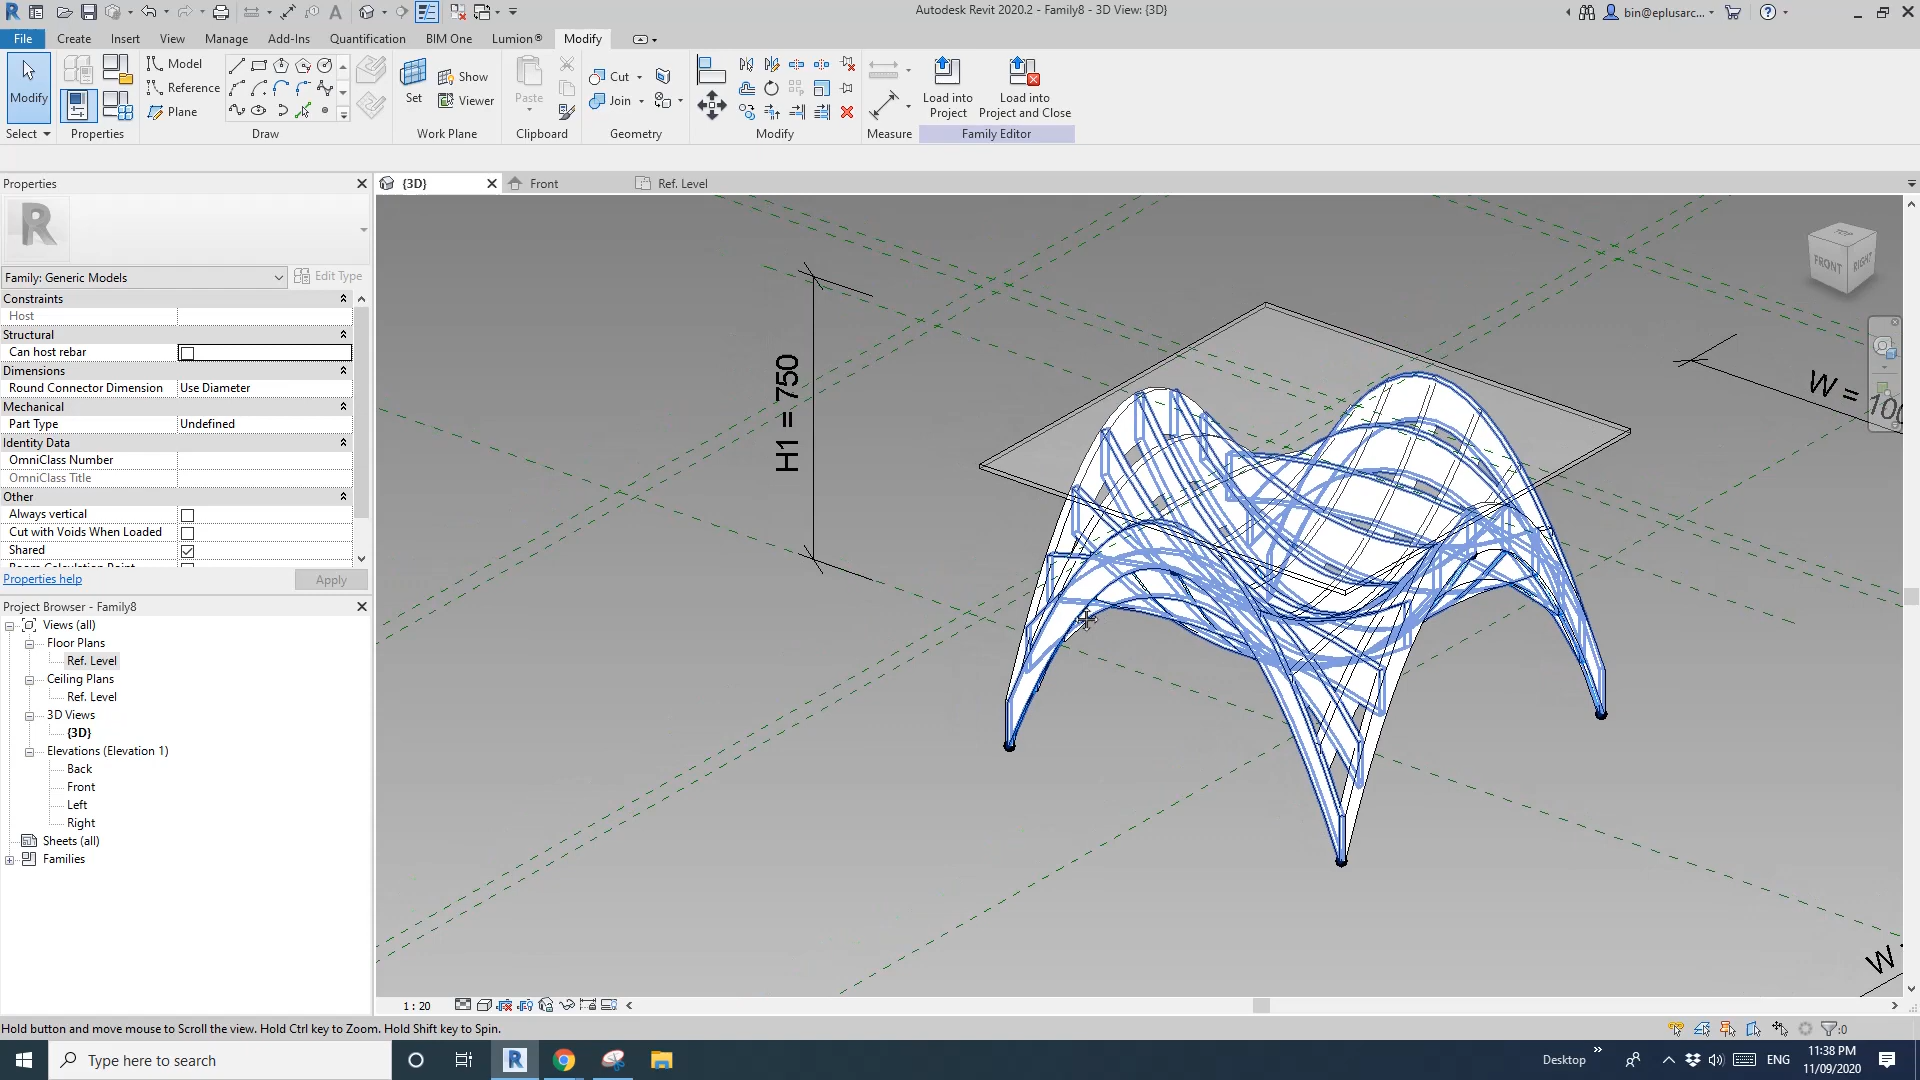 Autodesk Revit 2020.2 - Family8 - 3D View: {3D}
bin@eplusarc...
File Create Insert View Manage Add-Ins Quantification BIM One Lumion® Modify
Modify
Select
Properties
Model
Reference
Plane
Draw
Set
Show
Viewer
Work Plane
Paste
Clipboard
Cut
Join
Geometry
Modify
Measure
Load into
Project
Load into
Project and Close
Family Editor
Properties
{3D}
Front
Ref. Level
Family: Generic Models
Edit Type
Constraints
Host
Structural
Can host rebar
Dimensions
Round Connector Dimension Use Diameter
Mechanical
Part Type Undefined
Identity Data
OmniClass Number
OmniClass Title
Other
Always vertical
Cut with Voids When Loaded
Shared
Properties help
Apply
Project Browser - Family8
Views (all)
Floor Plans
Ref. Level
Ceiling Plans
Ref. Level
3D Views
{3D}
Elevations (Elevation 1)
Back
Front
Left
Right
Sheets (all)
Families
H1 = 750
W = 100
W
TOP
FRONT
RIGHT
1 : 20
Hold button and move mouse to Scroll the view. Hold Ctrl key to Zoom. Hold Shift key to Spin.
:0
Type here to search
Desktop
ENG
11:38 PM
11/09/2020